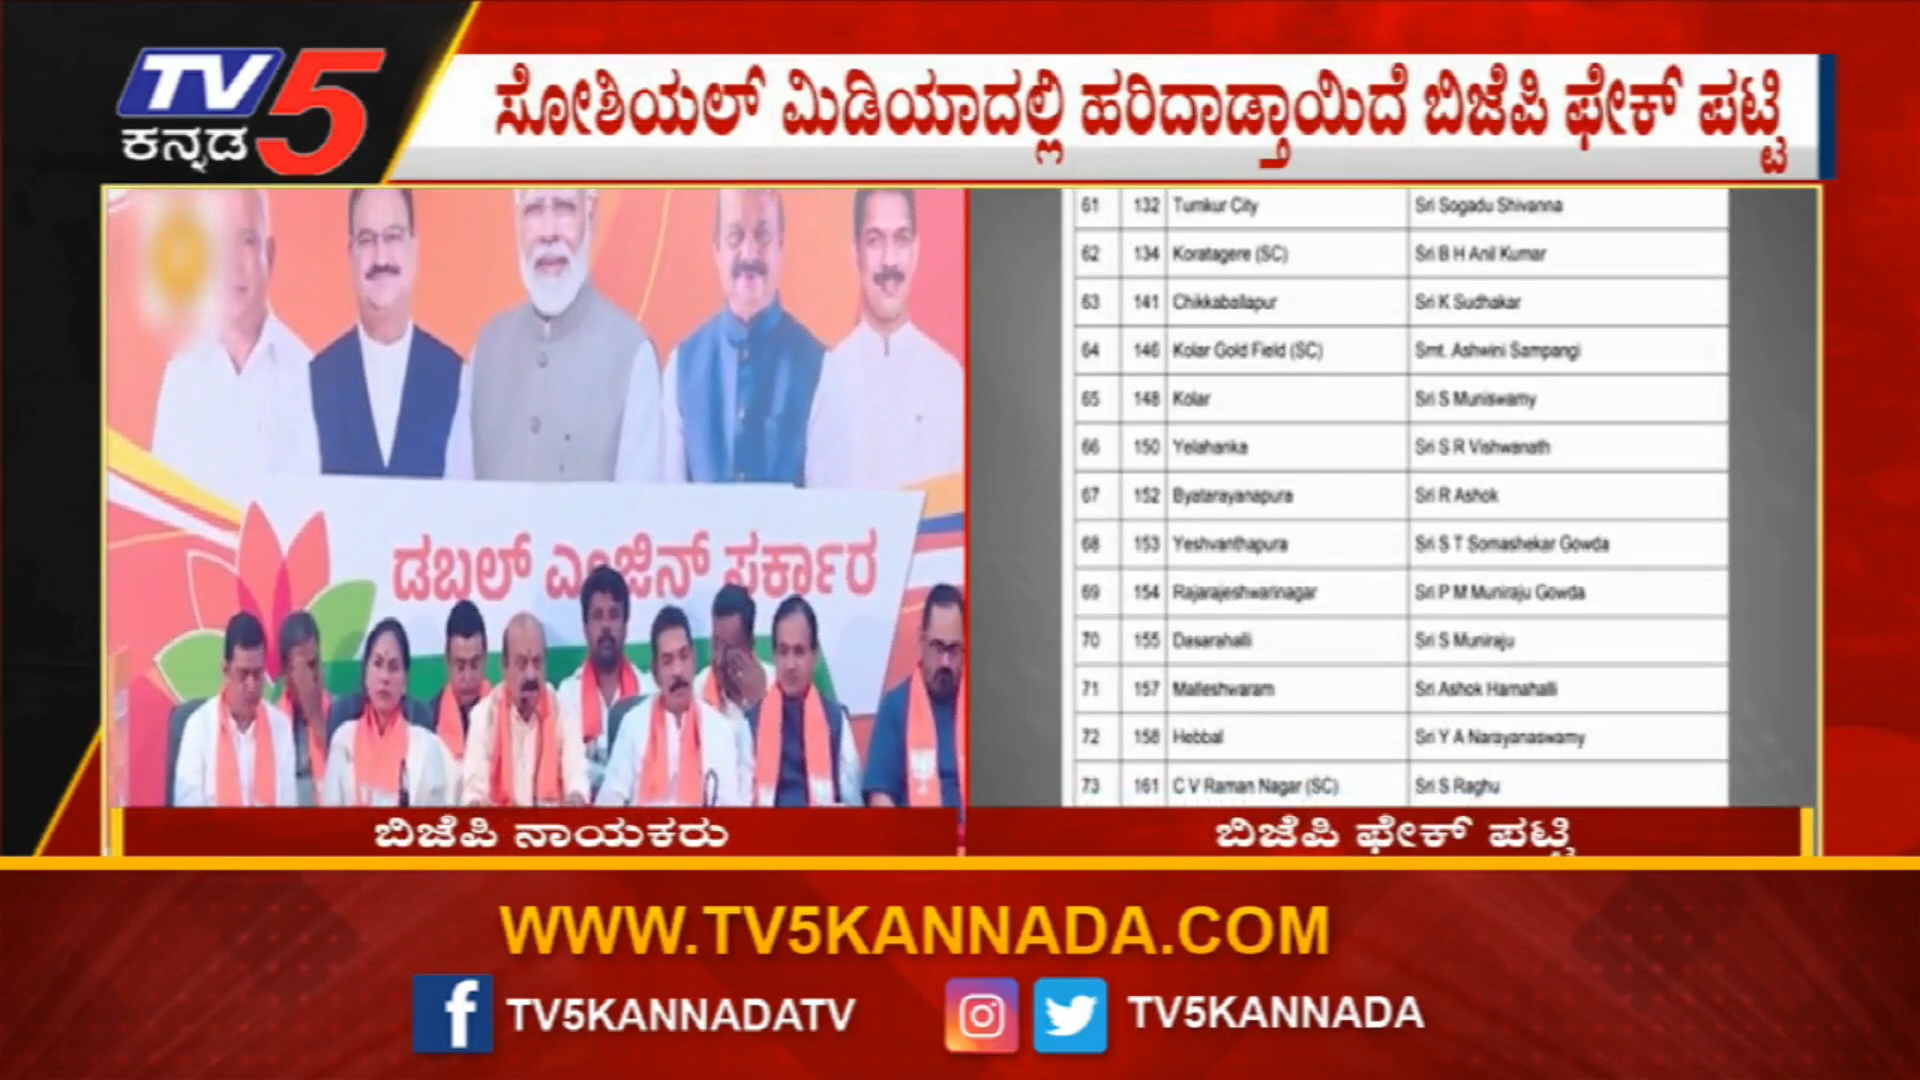 TV5
ಕನ್ನಡ
ಸೋಶಿಯಲ್ ಮಿಡಿಯಾದಲ್ಲಿ ಹರಿದಾಡ್ತಾಯಿದೆ ಬಿಜೆಪಿ ಫೇಕ್ ಪಟ್ಟಿ
ಡಬಲ್ ಎಂಜಿನ್ ಸರ್ಕಾರ
61 132 Tumkur City Sri Sogadu Shivanna
62 134 Koratagere (SC) Sri B H Anil Kumar
63 141 Chikkaballapur Sri K Sudhakar
64 146 Kolar Gold Field (SC) Smt. Ashwini Sampangi
65 148 Kolar Sri S Muniswamy
66 150 Yelahanka Sri S R Vishwanath
67 152 Byatarayanapura Sri R Ashok
68 153 Yeshvanthapura Sri S T Somashekar Gowda
69 154 Rajarajeshwarinagar Sri P M Muniraju Gowda
70 155 Dasarahalli Sri S Muniraju
71 157 Malleshwaram Sri Ashok Harnahalli
72 158 Hebbal Sri Y A Narayanaswamy
73 161 C V Raman Nagar (SC) Sri S Raghu
ಬಿಜೆಪಿ ನಾಯಕರು
ಬಿಜೆಪಿ ಫೇಕ್ ಪಟ್ಟಿ
WWW.TV5KANNADA.COM
TV5KANNADATV
TV5KANNADA